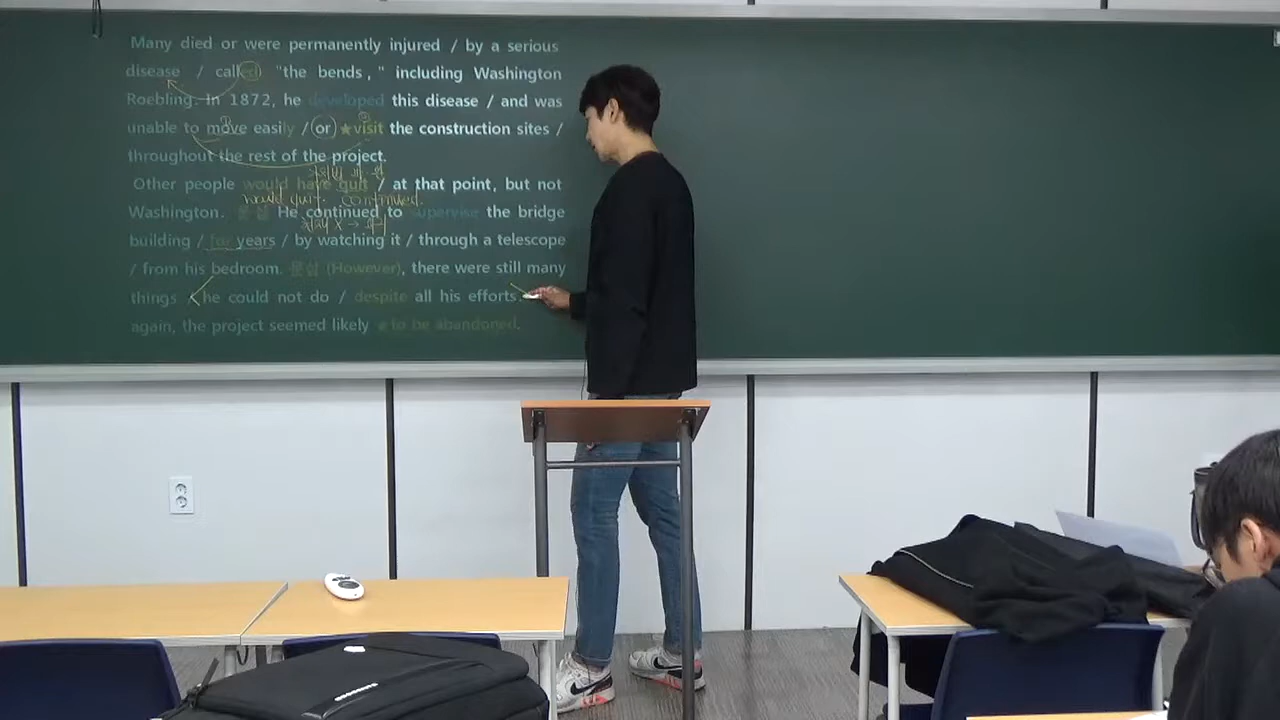 Many died or were permanently injured / by a serious
disease / called "the bends," including Washington
Roebling. In 1872, he developed this disease / and was
unable to move easily / (or) ★visit the construction sites /
throughout the rest of the project.
Other people would have quit / at that point, but not
would quit. continued.
Washington. He continued to supervise the bridge
building / for years / by watching it / through a telescope
/ from his bedroom. (However), there were still many
things / he could not do / despite all his efforts.
again, the project seemed likely ★to be abandoned.